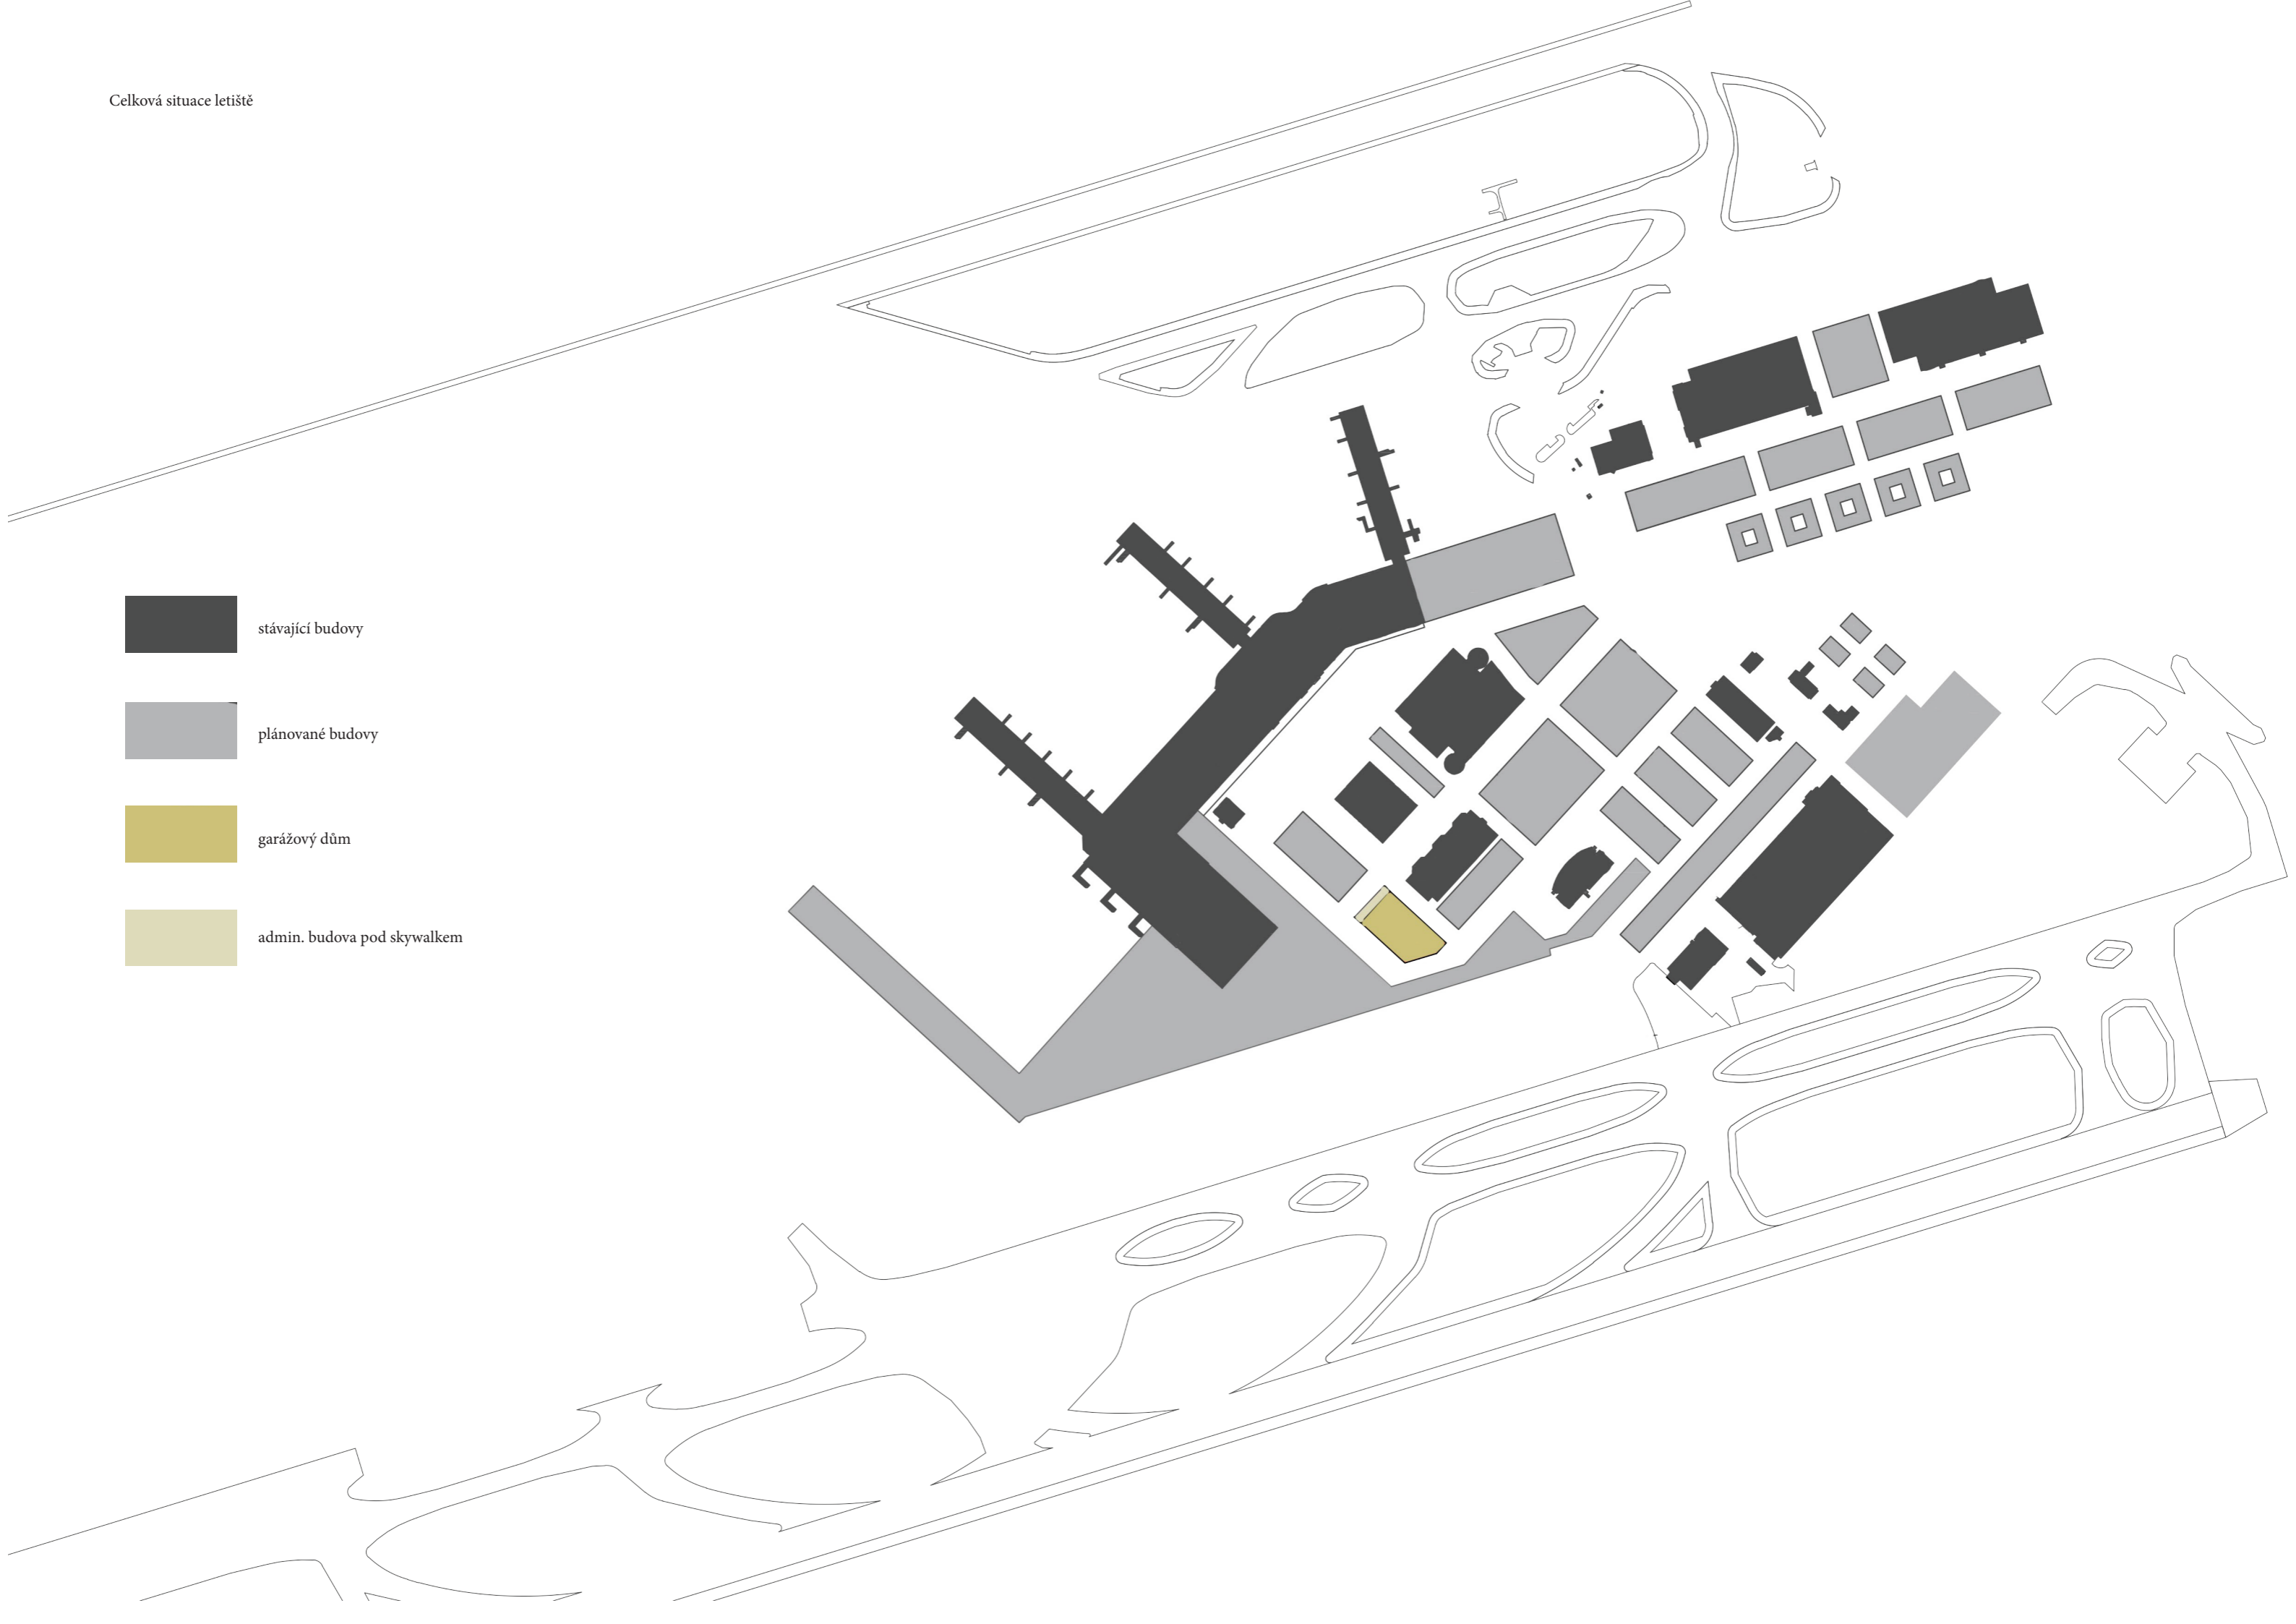 Celková situace letiště
stávající budovy
plánované budovy
garážový dům
admin. budova pod skywalkem